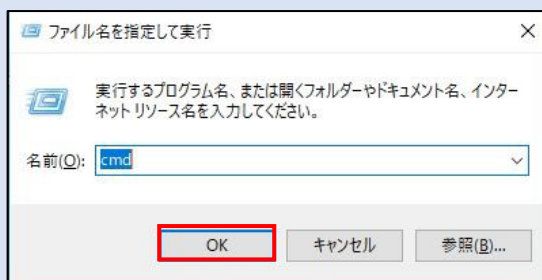 ファイル名を指定して実行
実行するプログラム名、または開くフォルダーやドキュメント名、インター
ネット リソース名を入力してください。
名前(O): cmd
OK キャンセル 参照(B)...